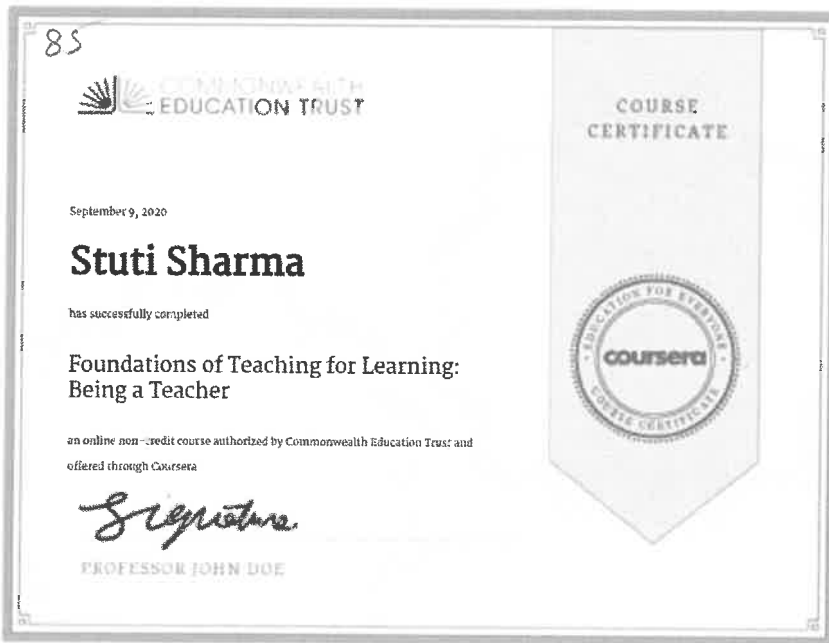 85
COMMONWEALTH
EDUCATION TRUST
COURSE
CERTIFICATE
September 9, 2020
Stuti Sharma
has successfully completed
Foundations of Teaching for Learning:
Being a Teacher
an online non-credit course authorized by Commonwealth Education Trust and
offered through Coursera
Signature
PROFESSOR JOHN DOE
EDUCATION FOR EVERYONE
coursera
COURSE CERTIFICATE